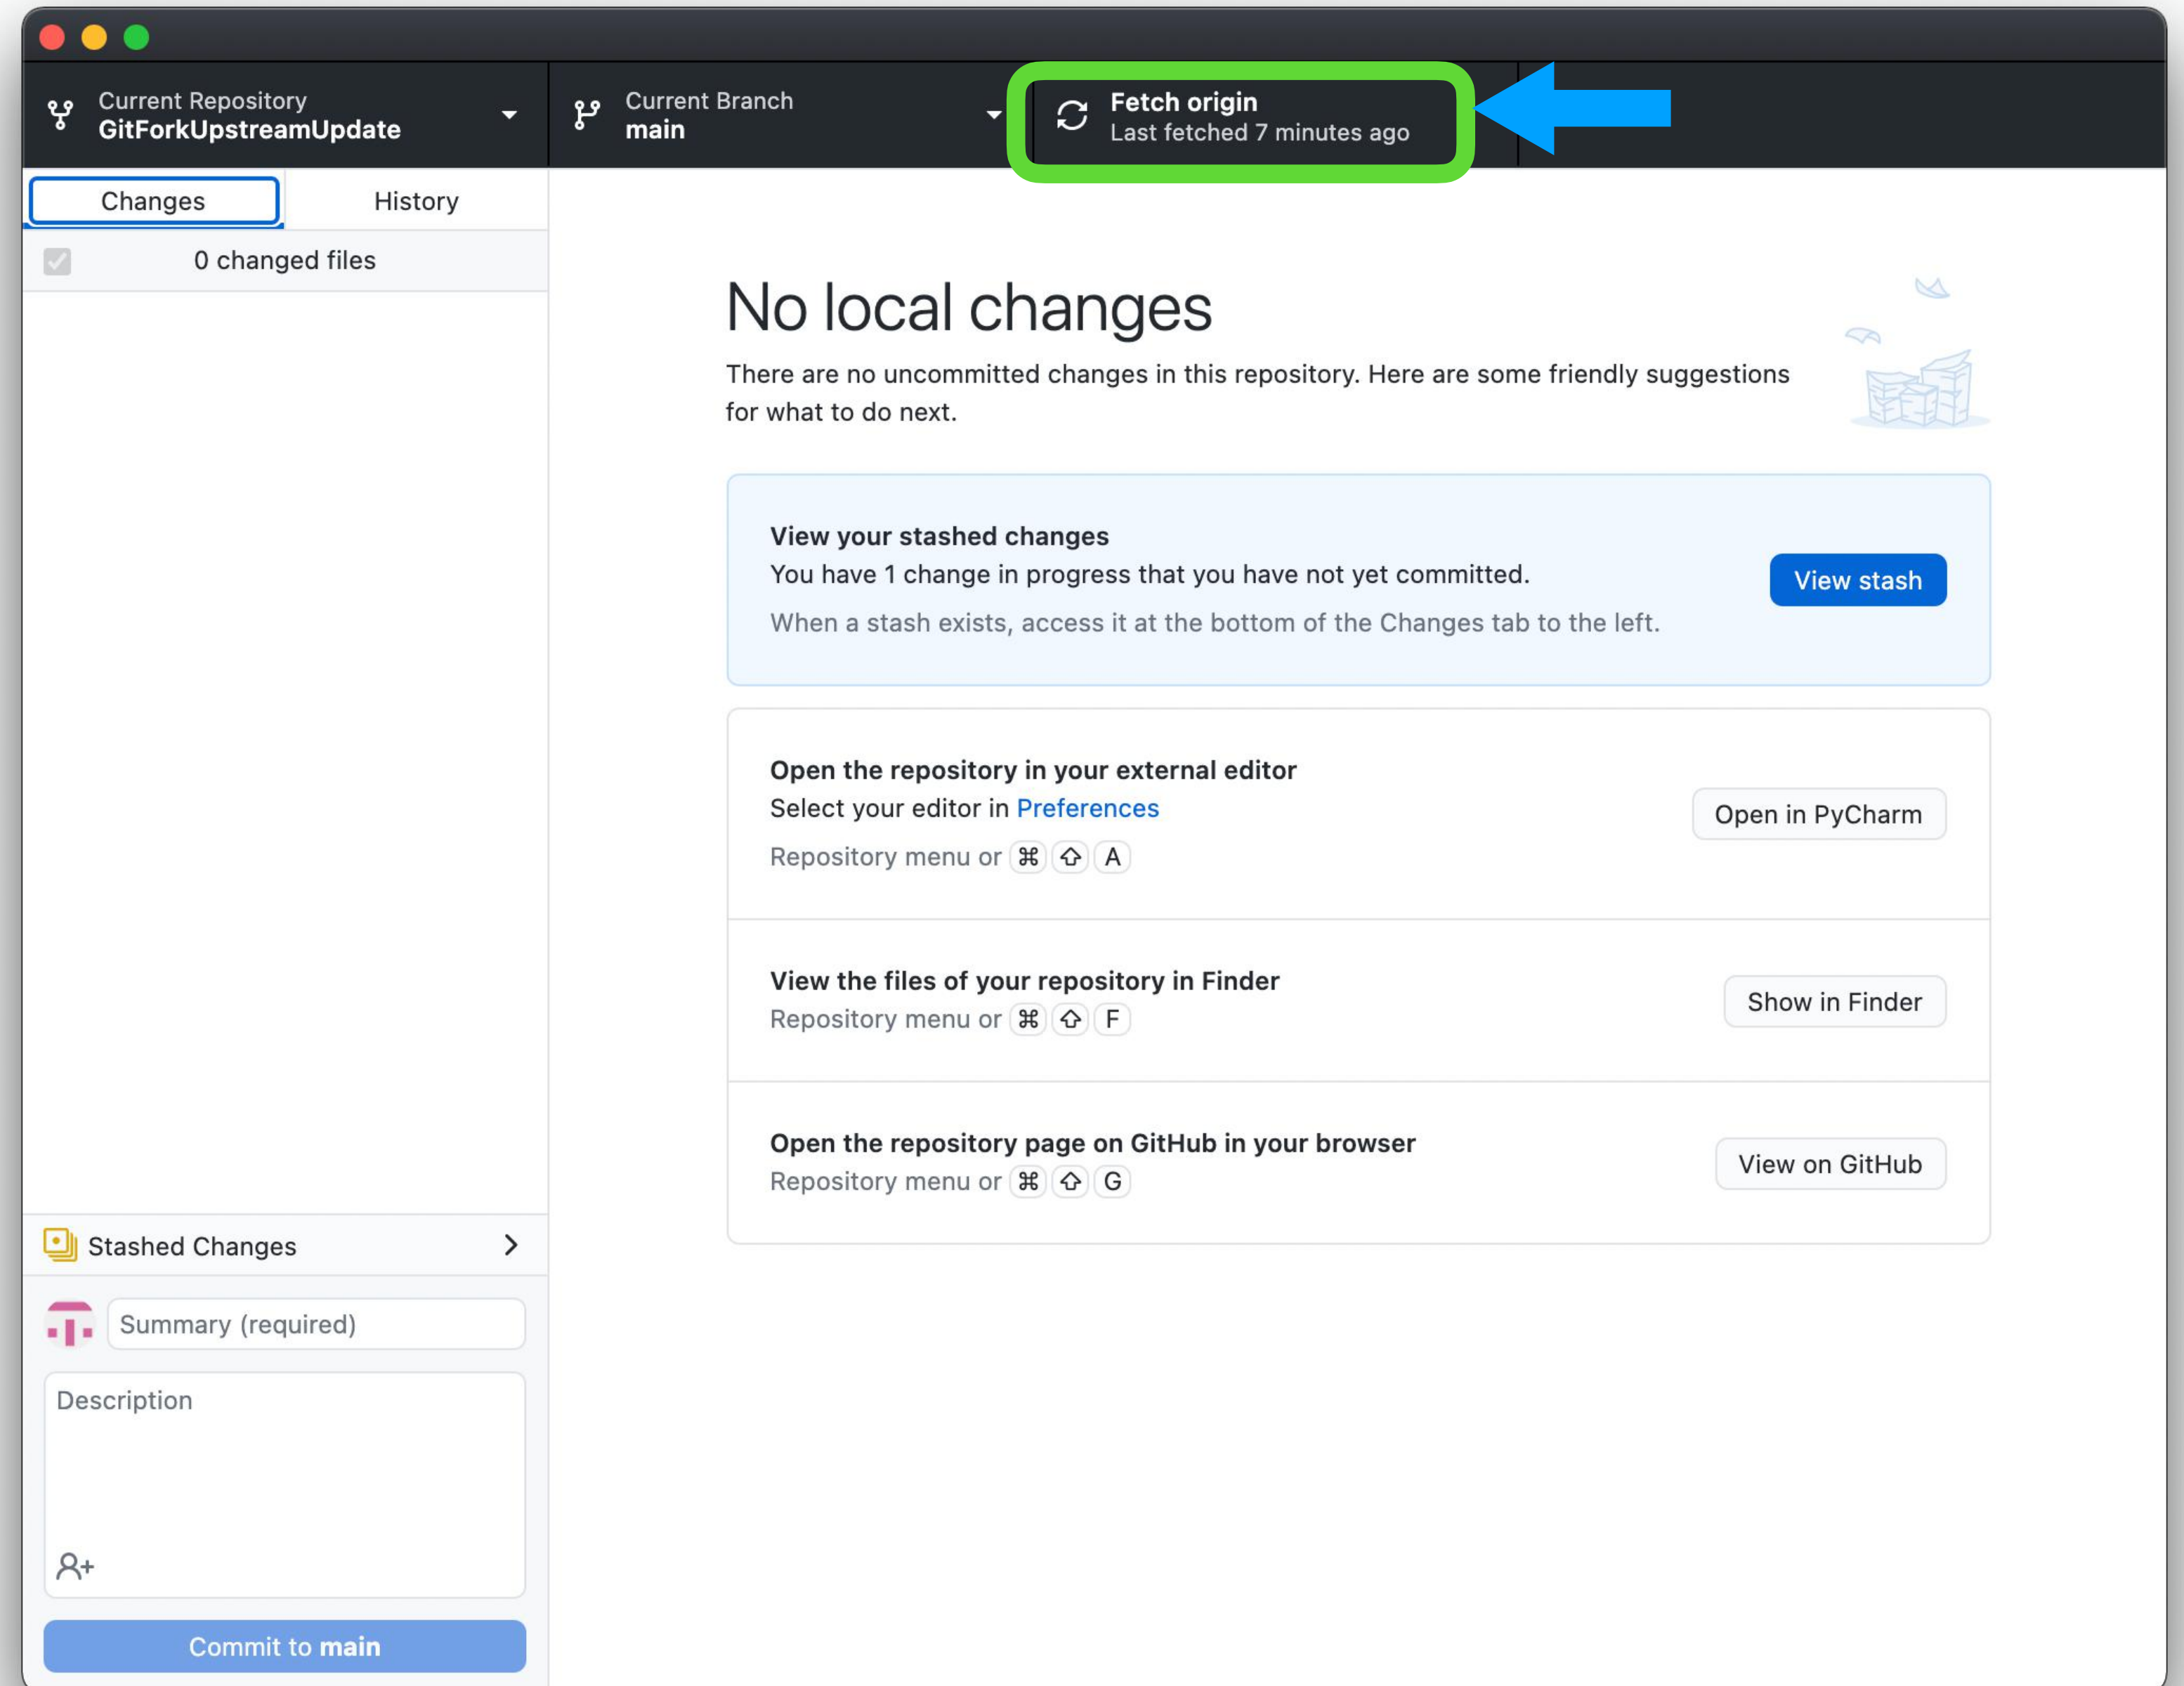 Current Repository
GitForkUpstreamUpdate
Current Branch
main
Fetch origin
Last fetched 7 minutes ago
Changes
History
0 changed files
No local changes
There are no uncommitted changes in this repository. Here are some friendly suggestions
for what to do next.
View your stashed changes
You have 1 change in progress that you have not yet committed.
When a stash exists, access it at the bottom of the Changes tab to the left.
View stash
Open the repository in your external editor
Select your editor in Preferences
Repository menu or ⌘ ⇧ A
Open in PyCharm
View the files of your repository in Finder
Repository menu or ⌘ ⇧ F
Show in Finder
Open the repository page on GitHub in your browser
Repository menu or ⌘ ⇧ G
View on GitHub
Stashed Changes
Summary (required)
Description
Commit to main